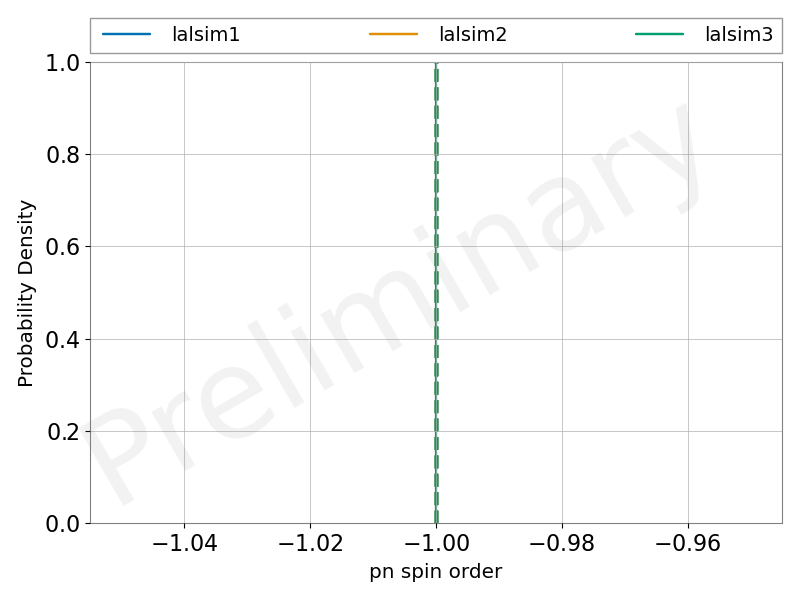 lalsim1 lalsim2 lalsim3
1.0
0.8
0.6
0.4
0.2
0.0
Probability Density
Preliminary
−1.04 −1.02 −1.00 −0.98 −0.96
pn spin order